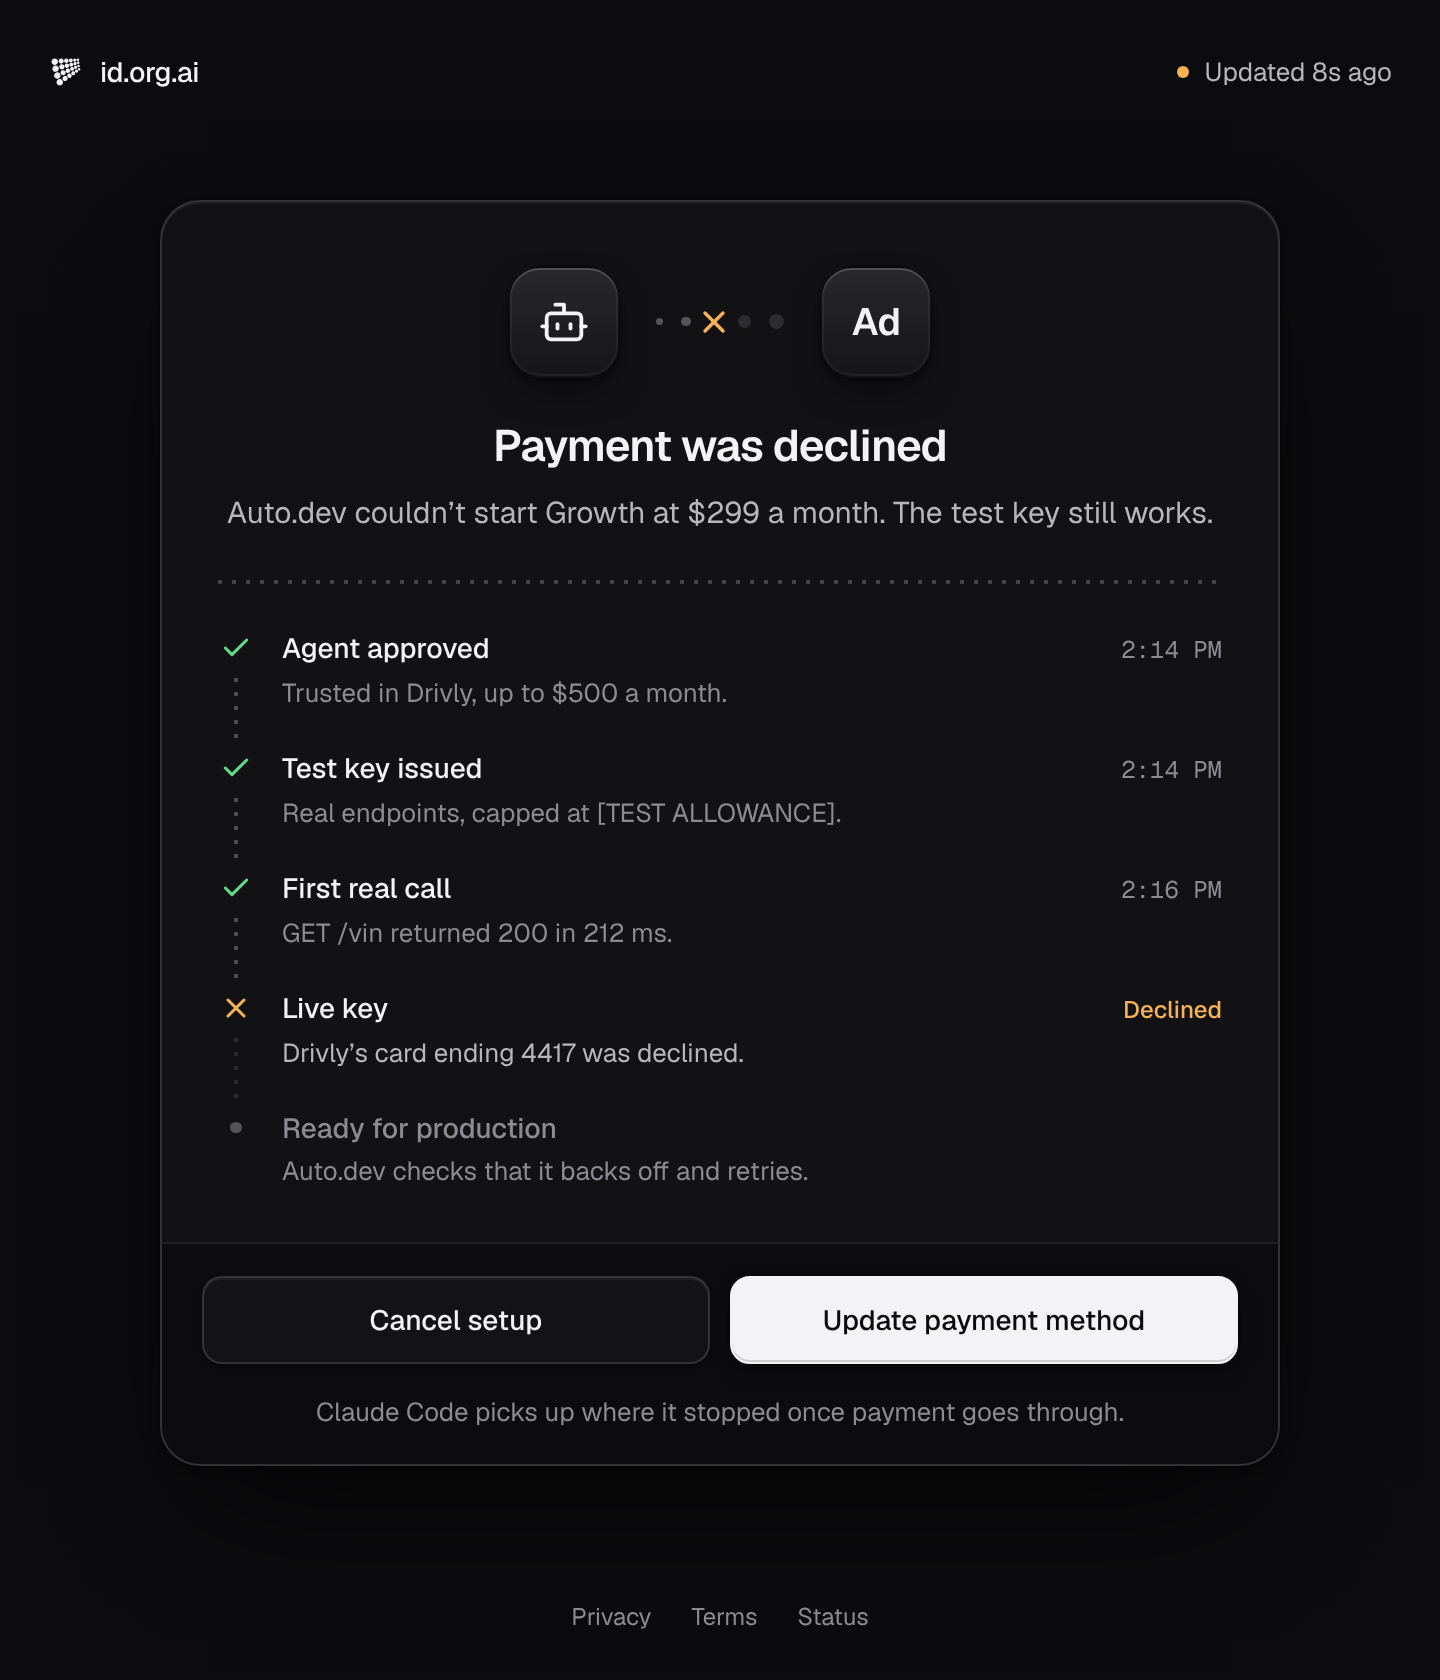 id.org.ai
Updated 8s ago
Ad
Payment was declined
Auto.dev couldn’t start Growth at $299 a month. The test key still works.
Agent approved
2:14 PM
Trusted in Drivly, up to $500 a month.
Test key issued
2:14 PM
Real endpoints, capped at [TEST ALLOWANCE].
First real call
2:16 PM
GET /vin returned 200 in 212 ms.
Live key
Declined
Drivly’s card ending 4417 was declined.
Ready for production
Auto.dev checks that it backs off and retries.
Cancel setup
Update payment method
Claude Code picks up where it stopped once payment goes through.
Privacy
Terms
Status